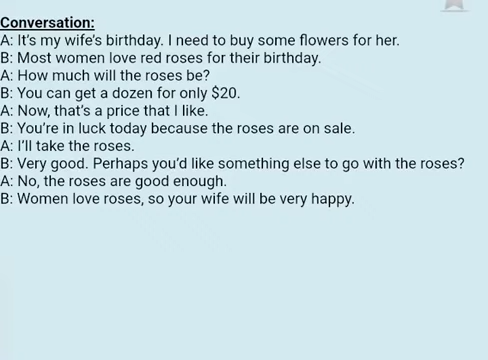 Conversation:
A: It's my wife's birthday. I need to buy some flowers for her.
B: Most women love red roses for their birthday.
A: How much will the roses be?
B: You can get a dozen for only $20.
A: Now, that's a price that I like.
B: You're in luck today because the roses are on sale.
A: I'll take the roses.
B: Very good. Perhaps you'd like something else to go with the roses?
A: No, the roses are good enough.
B: Women love roses, so your wife will be very happy.